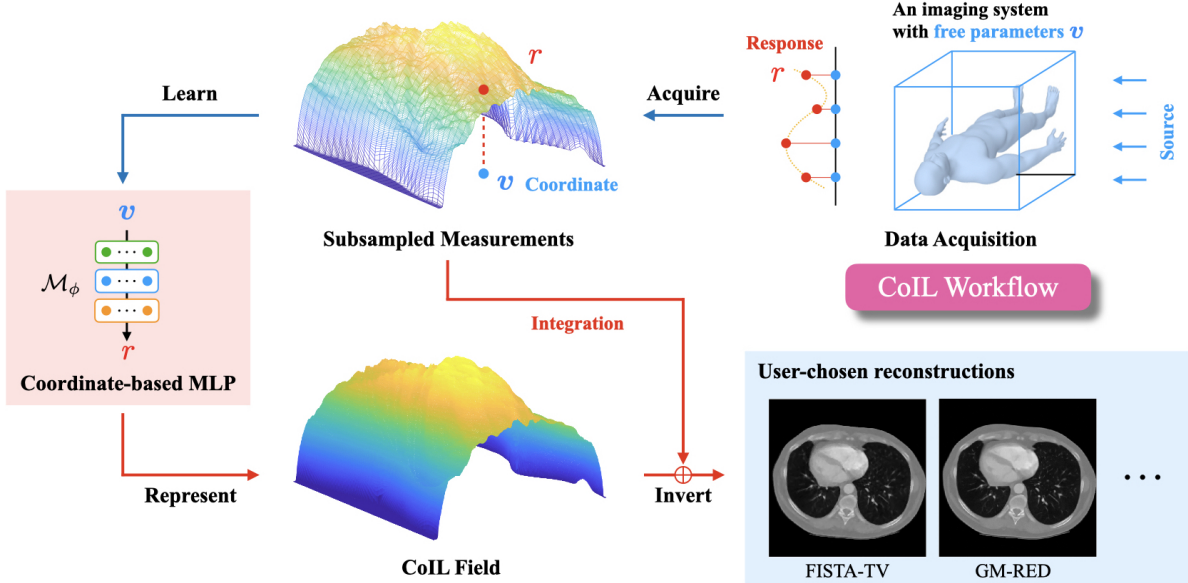 An imaging system
with free parameters v
Response
r
Source
Data Acquisition
CoIL Workflow
Acquire
r
v Coordinate
Subsampled Measurements
Learn
v
ℳ𝜙
r
Coordinate-based MLP
Represent
CoIL Field
Integration
Invert
User-chosen reconstructions
FISTA-TV
GM-RED
...